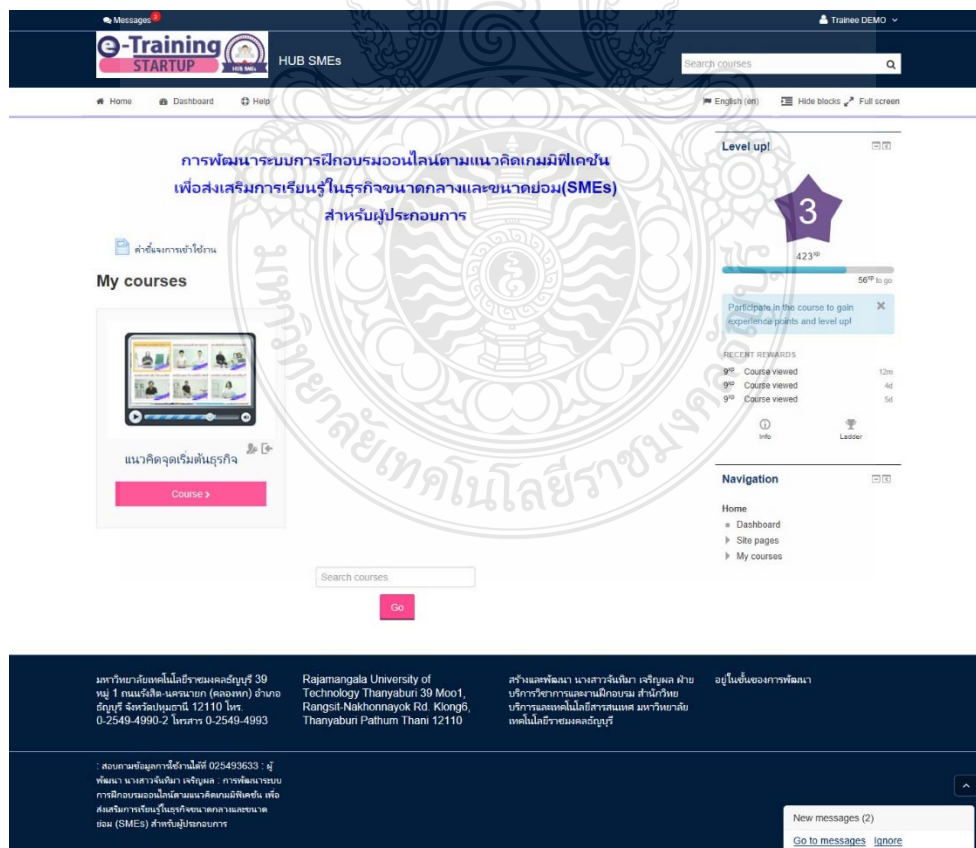 Messages 2
Trainee DEMO
e-Training
STARTUP
HUB SMEs
HUB SMEs
Search courses
Home
Dashboard
Help
English (en)
Hide blocks
Full screen
การพัฒนาระบบการฝึกอบรมออนไลน์ตามแนวคิดเกมมิฟิเคชัน
เพื่อส่งเสริมการเรียนรู้ในธุรกิจขนาดกลางและขนาดย่อม(SMEs)
สำหรับผู้ประกอบการ
คำชี้แจงการเข้าใช้งาน
My courses
แนวคิดจุดเริ่มต้นธุรกิจ
Course
Search courses
Go
Level up!
3
423xp
56xp to go
Participate in the course to gain
experience points and level up!
RECENT REWARDS
9xp Course viewed 12m
9xp Course viewed 4d
9xp Course viewed 5d
Info
Ladder
Navigation
Home
Dashboard
Site pages
My courses
มหาวิทยาลัยเทคโนโลยีราชมงคลธัญบุรี
มหาวิทยาลัยเทคโนโลยีราชมงคลธัญบุรี 39
หมู่ 1 ถนนรังสิต-นครนายก (คลองหก) อำเภอ
ธัญบุรี จังหวัดปทุมธานี 12110 โทร.
0-2549-4990-2 โทรสาร 0-2549-4993
Rajamangala University of
Technology Thanyaburi 39 Moo1,
Rangsit-Nakhonnayok Rd. Klong6,
Thanyaburi Pathum Thani 12110
สร้างและพัฒนา นางสาวจันทิมา เจริญผล ฝ่าย
บริการวิชาการและงานฝึกอบรม สำนักวิทย
บริการและเทคโนโลยีสารสนเทศ มหาวิทยาลัย
เทคโนโลยีราชมงคลธัญบุรี
อยู่ในขั้นของการพัฒนา
: สอบถามข้อมูลการใช้งานได้ที่ 025493633 : ผู้
พัฒนา นางสาวจันทิมา เจริญผล : การพัฒนาระบบ
การฝึกอบรมออนไลน์ตามแนวคิดเกมมิฟิเคชัน เพื่อ
ส่งเสริมการเรียนรู้ในธุรกิจขนาดกลางและขนาด
ย่อม (SMEs) สำหรับผู้ประกอบการ
New messages (2)
Go to messages Ignore